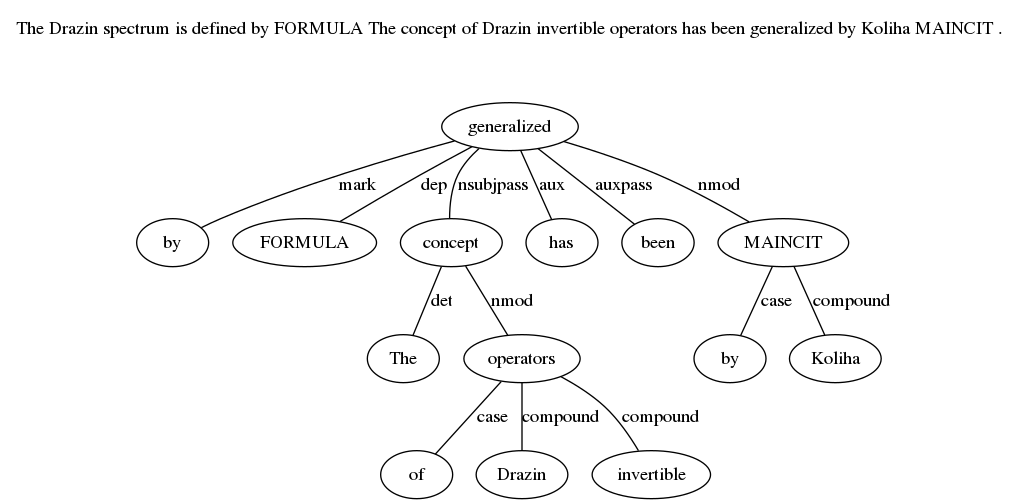 The Drazin spectrum is defined by FORMULA The concept of Drazin invertible operators has been generalized by Koliha MAINCIT .
generalized
mark dep nsubjpass aux auxpass nmod
by FORMULA concept has been MAINCIT
det nmod case compound
The operators by Koliha
case compound compound
of Drazin invertible